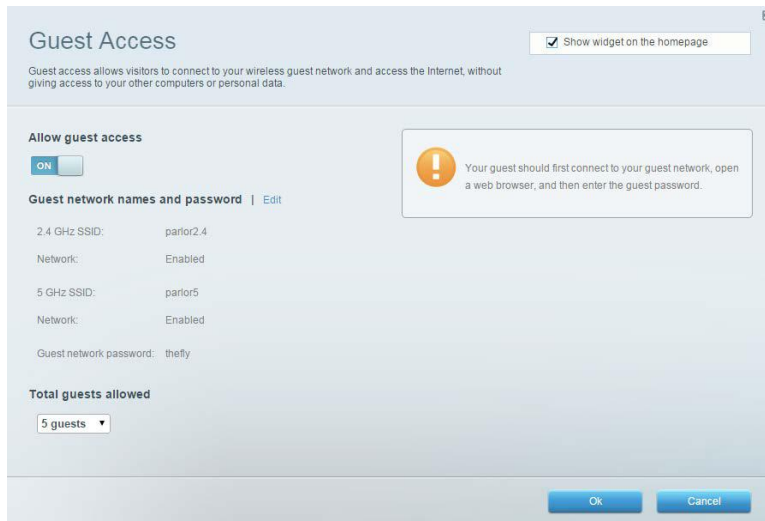 Guest Access
Show widget on the homepage
Guest access allows visitors to connect to your wireless guest network and access the Internet, without
giving access to your other computers or personal data.
Allow guest access
ON
Your guest should first connect to your guest network, open
a web browser, and then enter the guest password.
Guest network names and password | Edit
2.4 GHz SSID: parlor2.4
Network: Enabled
5 GHz SSID: parlor5
Network: Enabled
Guest network password: thefly
Total guests allowed
5 guests
Ok Cancel